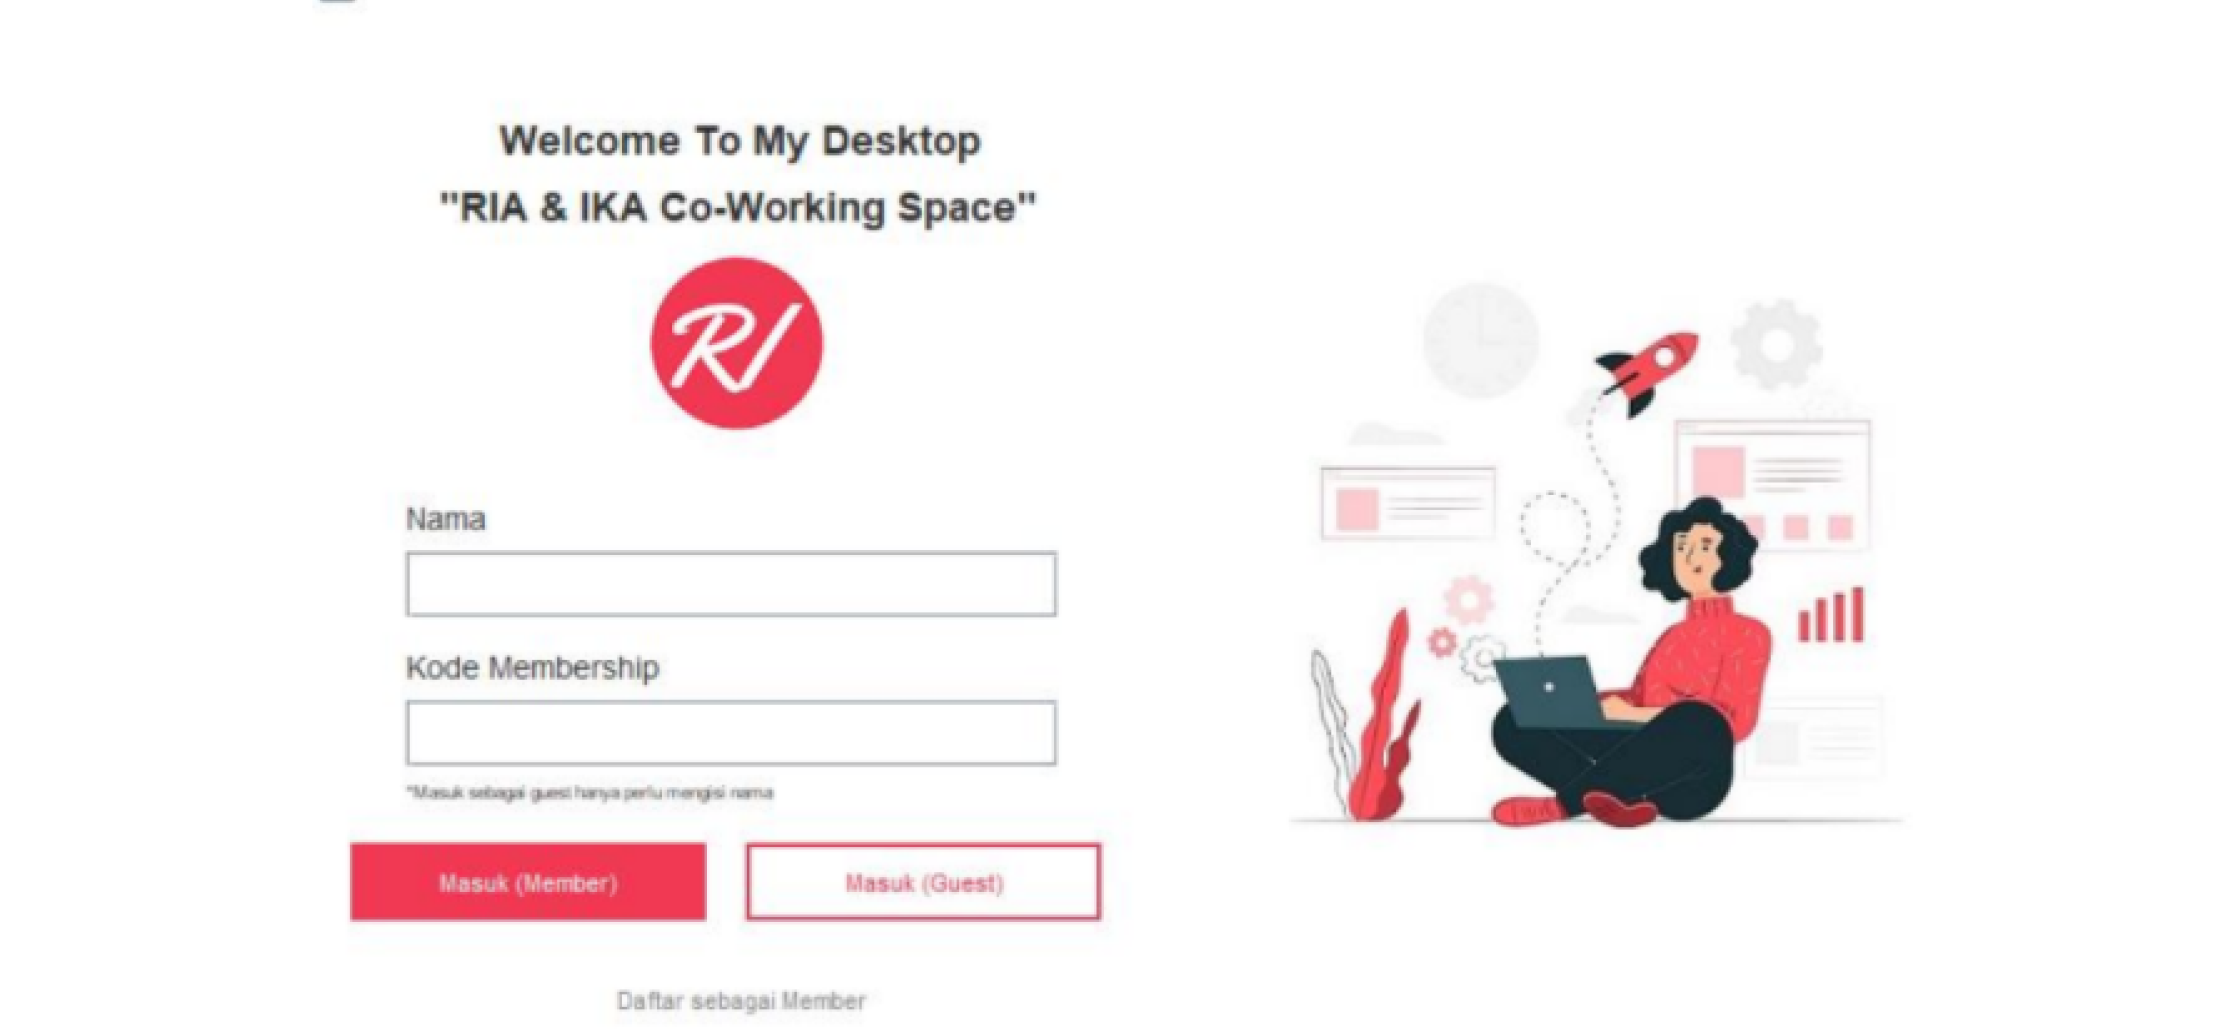 Welcome To My Desktop
"RIA & IKA Co-Working Space"
RI
Nama
Kode Membership
*Masuk sebagai guest hanya perlu mengisi nama
Masuk (Member)
Masuk (Guest)
Daftar sebagai Member